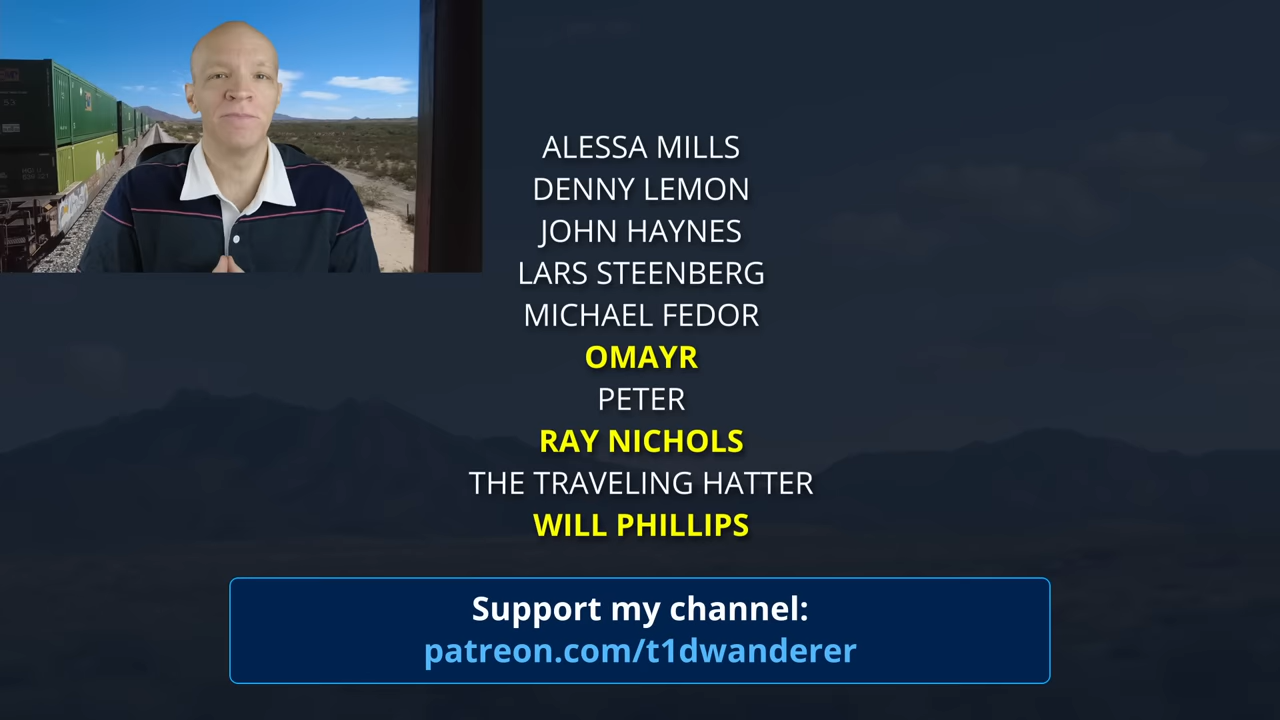 53
ALESSA MILLS
DENNY LEMON
JOHN HAYNES
LARS STEENBERG
MICHAEL FEDOR
OMAYR
PETER
RAY NICHOLS
THE TRAVELING HATTER
WILL PHILLIPS
Support my channel:
patreon.com/t1dwanderer